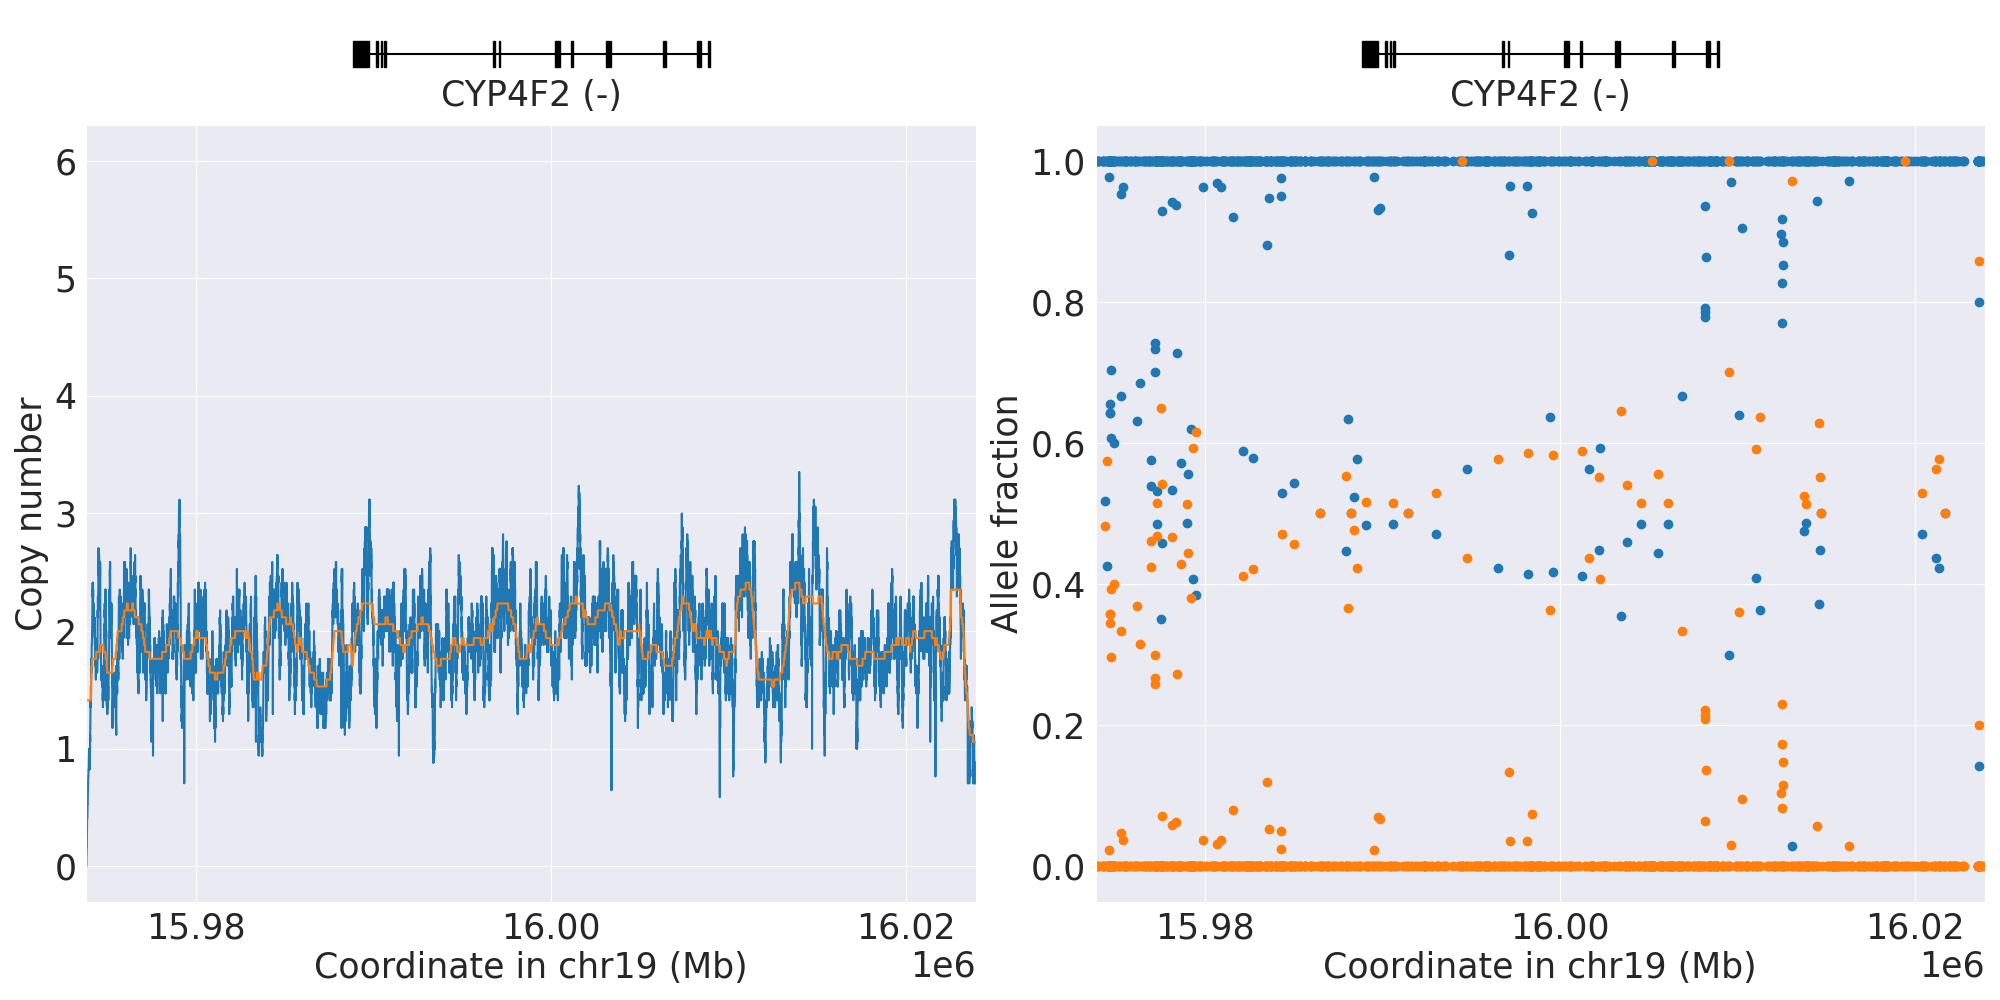 CYP4F2 (-)
6
5
4
3
2
1
0
Copy number
15.98
16.00
16.02
Coordinate in chr19 (Mb)
1e6
CYP4F2 (-)
1.0
0.8
0.6
0.4
0.2
0.0
Allele fraction
15.98
16.00
16.02
Coordinate in chr19 (Mb)
1e6